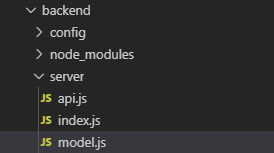 backend
config
node_modules
server
JS api.js
JS index.js
JS model.js